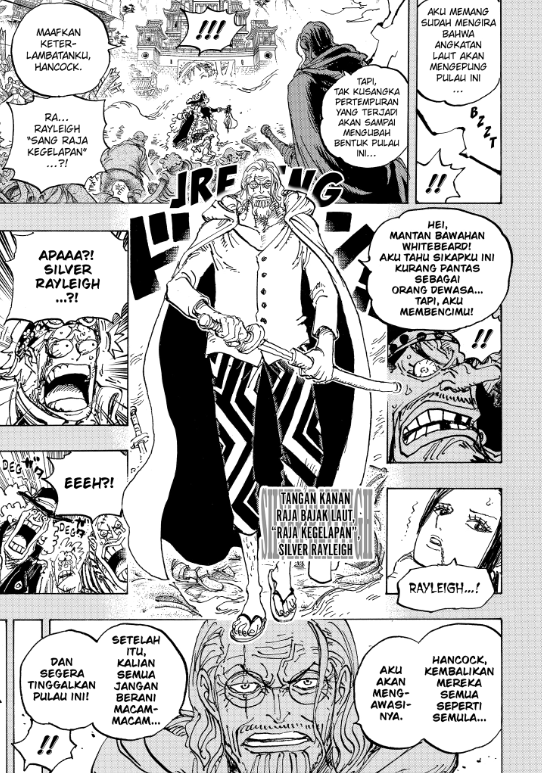 AKU MEMANG
SUDAH MENGIRA
BAHWA
ANGKATAN
LAUT AKAN
MENGEPUNG
PULAU INI
...
BZZZT
!!
TAPI,
TAK KUSANGKA
PERTEMPURAN
YANG TERJADI
AKAN SAMPAI
MENGUBAH
BENTUK PULAU
INI...
!!!
MAAFKAN
KETER-
LAMBATANKU,
HANCOCK.
RA...
RAYLEIGH
"SANG RAJA
KEGELAPAN"
...?!
HEI,
MANTAN BAWAHAN
WHITEBEARD!
AKU TAHU SIKAPKU INI
KURANG PANTAS
SEBAGAI
ORANG DEWASA...
TAPI, AKU
MEMBENCIMU!
!!
APAAA?!
SILVER
RAYLEIGH
...?!
EEEH?!
DEG
DEG
TANGAN KANAN
RAJA BAJAK LAUT,
"RAJA KEGELAPAN",
SILVER RAYLEIGH
RAYLEIGH...!
HANCOCK,
KEMBALIKAN
MEREKA
SEMUA
SEPERTI
SEMULA...
AKU
AKAN
MENG-
AWASI-
NYA.
SETELAH
ITU,
KALIAN
SEMUA
JANGAN
BERANI
MACAM-
MACAM...
DAN
SEGERA
TINGGALKAN
PULAU INI!
!!